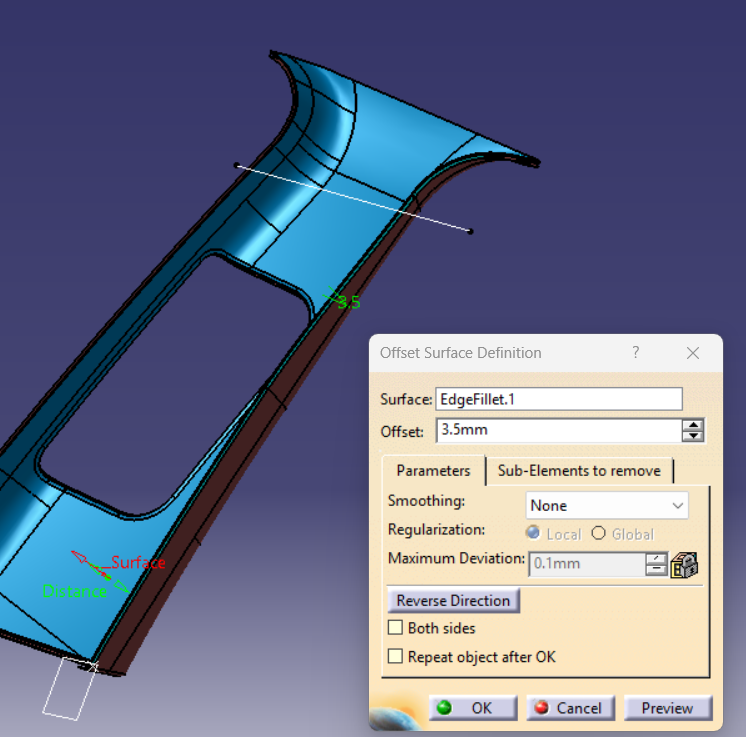 3.5
Surface
Distance
Offset Surface Definition ?
Surface: EdgeFillet.1
Offset: 3.5mm
Parameters Sub-Elements to remove
Smoothing: None
Regularization: Local Global
Maximum Deviation: 0.1mm
Reverse Direction
Both sides
Repeat object after OK
OK Cancel Preview